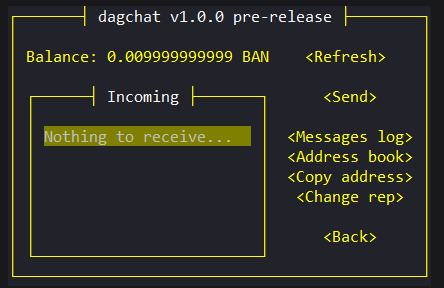 dagchat v1.0.0 pre-release
Balance: 0.009999999999 BAN <Refresh>
Incoming
<Send>
Nothing to receive...
<Messages log>
<Address book>
<Copy address>
<Change rep>
<Back>